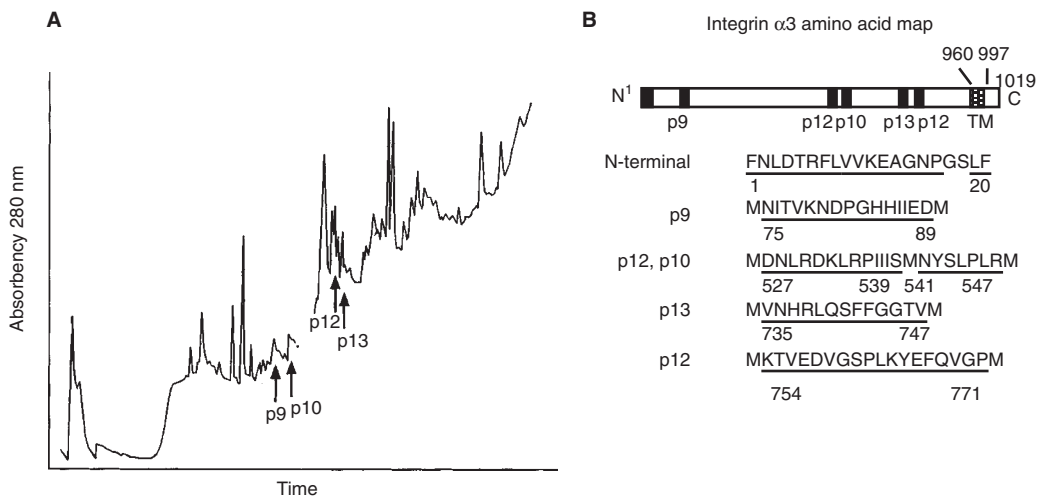 A
Absorbency 280 nm
p12
p13
p9
p10
Time
B
Integrin α3 amino acid map
960 997
1019
N1
C
p9 p12 p10 p13 p12 TM
N-terminal FNLDTRFLVVKEAGNPGSLF
1 20
p9 MNITVKNDPGHHIIEDM
75 89
p12, p10 MDNLRDKLRPIIISMNYSLPLRM
527 539 541 547
p13 MVNHRLQSFFGGTVM
735 747
p12 MKTVEDVGSPLKYEFQVGPM
754 771